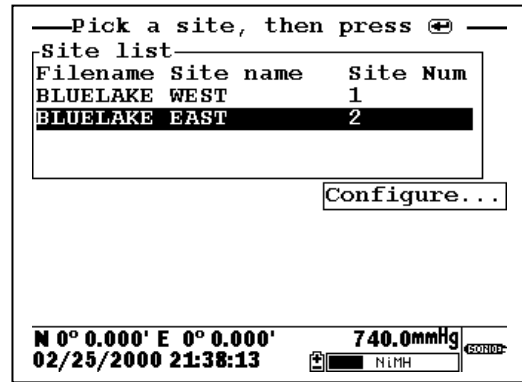 Pick a site, then press
Site list
Filename Site name Site Num
BLUELAKE WEST 1
BLUELAKE EAST 2
Configure...
N 0° 0.000' E 0° 0.000' 740.0mmHg
02/25/2000 21:38:13 NiMH SONDE